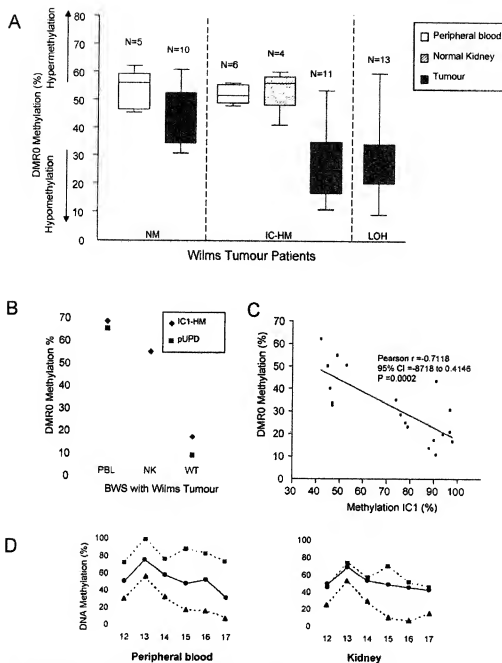 A
Peripheral blood
Normal Kidney
Tumour
Hypermethylation
DMR0 Methylation (%)
Hypomethylation
80
70
60
50
40
30
20
10
0
N=5
N=10
N=6
N=4
N=11
N=13
NM
IC-HM
LOH
Wilms Tumour Patients
B
DMR0 Methylation %
70
60
50
40
30
20
10
0
IC1-HM
pUPD
PBL
NK
WT
BWS with Wilms Tumour
C
DMR0 Methylation (%)
70
60
50
40
30
20
10
0
Pearson r =-0.7118
95% CI =-8718 to 0.4146
P =0.0002
30 40 50 60 70 80 90 100 110
Methylation IC1 (%)
D
DNA Methylation (%)
100
80
60
40
20
0
12 13 14 15 16 17
Peripheral blood
100
80
60
40
20
0
12 13 14 15 16 17
Kidney